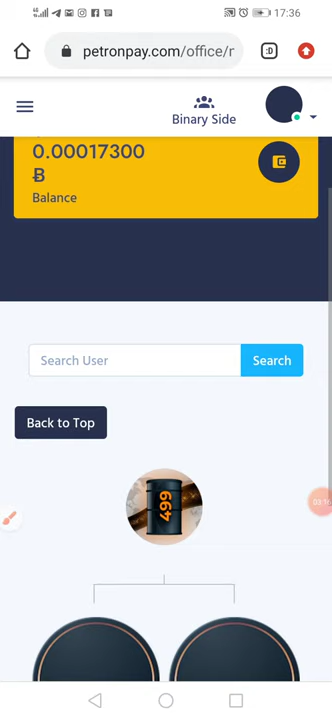 17:36
petronpay.com/office/r
:D
Binary Side
0.00017300
Ƀ
Balance
Search User
Search
Back to Top
499